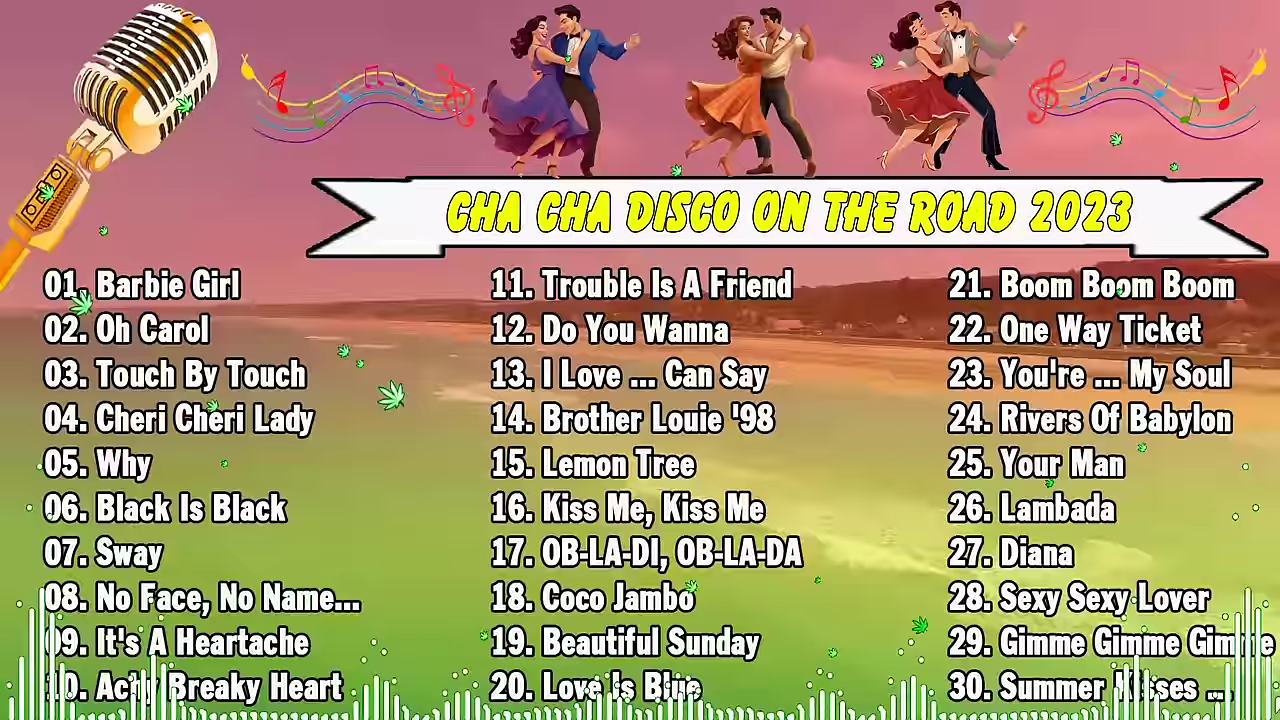 CHA CHA DISCO ON THE ROAD 2023
01. Barbie Girl
02. Oh Carol
03. Touch By Touch
04. Cheri Cheri Lady
05. Why
06. Black Is Black
07. Sway
08. No Face, No Name...
09. It's A Heartache
10. Achy Breaky Heart
11. Trouble Is A Friend
12. Do You Wanna
13. I Love ... Can Say
14. Brother Louie '98
15. Lemon Tree
16. Kiss Me, Kiss Me
17. OB-LA-DI, OB-LA-DA
18. Coco Jambo
19. Beautiful Sunday
20. Love Is Blue
21. Boom Boom Boom
22. One Way Ticket
23. You're ... My Soul
24. Rivers Of Babylon
25. Your Man
26. Lambada
27. Diana
28. Sexy Sexy Lover
29. Gimme Gimme Gimme
30. Summer Kisses ...